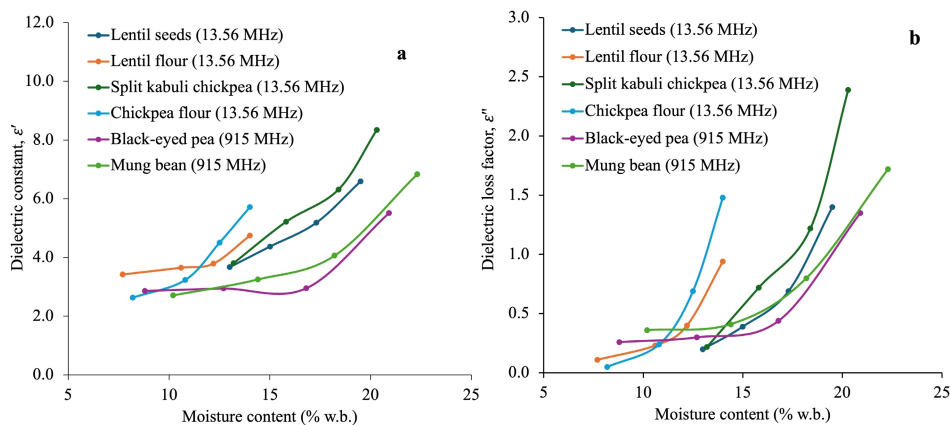 12.0
10.0
8.0
6.0
4.0
2.0
0.0
Dielectric constant, ε′
Lentil seeds (13.56 MHz)
Lentil flour (13.56 MHz)
Split kabuli chickpea (13.56 MHz)
Chickpea flour (13.56 MHz)
Black-eyed pea (915 MHz)
Mung bean (915 MHz)
a
5 10 15 20 25
Moisture content (% w.b.)
3.0
2.5
2.0
1.5
1.0
0.5
0.0
Dielectric loss factor, ε″
Lentil seeds (13.56 MHz)
Lentil flour (13.56 MHz)
Split kabuli chickpea (13.56 MHz)
Chickpea flour (13.56 MHz)
Black-eyed pea (915 MHz)
Mung bean (915 MHz)
b
5 10 15 20 25
Moisture content (% w.b.)